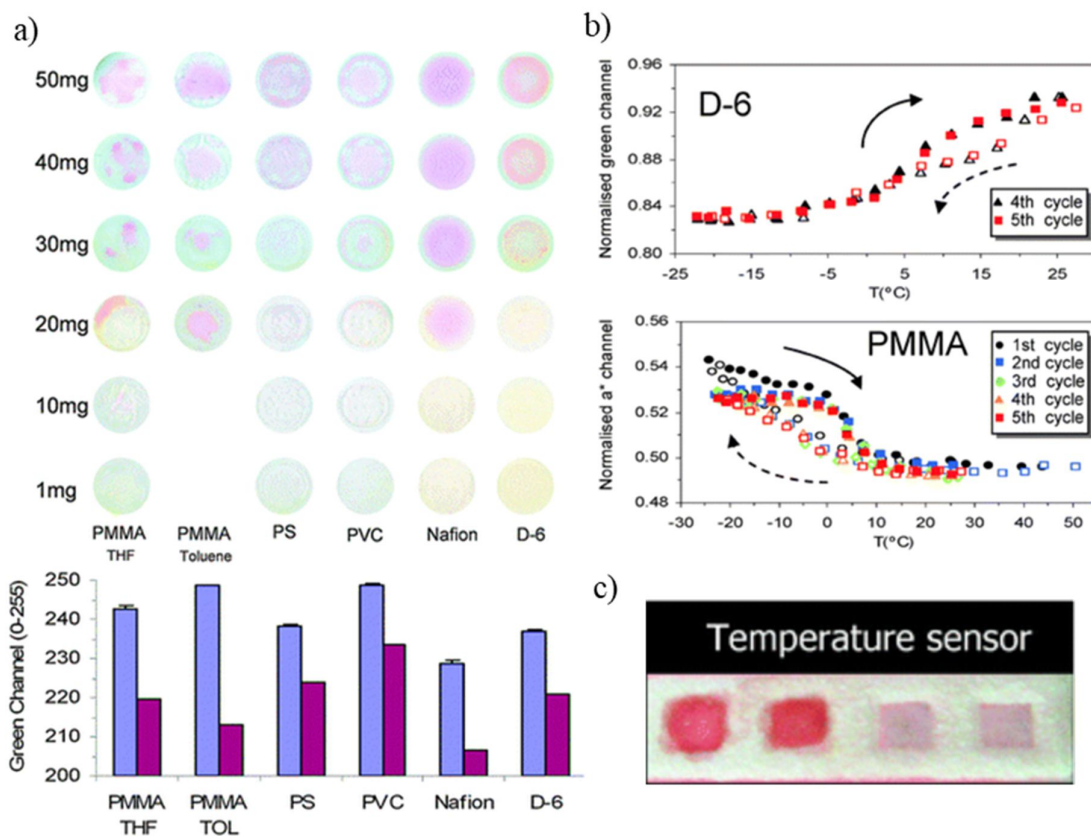 a)
50mg
40mg
30mg
20mg
10mg
1mg
PMMA THF
PMMA Toluene
PS
PVC
Nafion
D-6
Green Channel (0-255)
250
240
230
220
210
200
PMMA THF
PMMA TOL
PS
PVC
Nafion
D-6
b)
Normalised green channel
0.96
0.92
0.88
0.84
0.80
D-6
4th cycle
5th cycle
-25 -15 -5 5 15 25
T(°C)
Normalised a* channel
0.56
0.54
0.52
0.50
0.48
PMMA
1st cycle
2nd cycle
3rd cycle
4th cycle
5th cycle
-30 -20 -10 0 10 20 30 40 50
T(°C)
c)
Temperature sensor